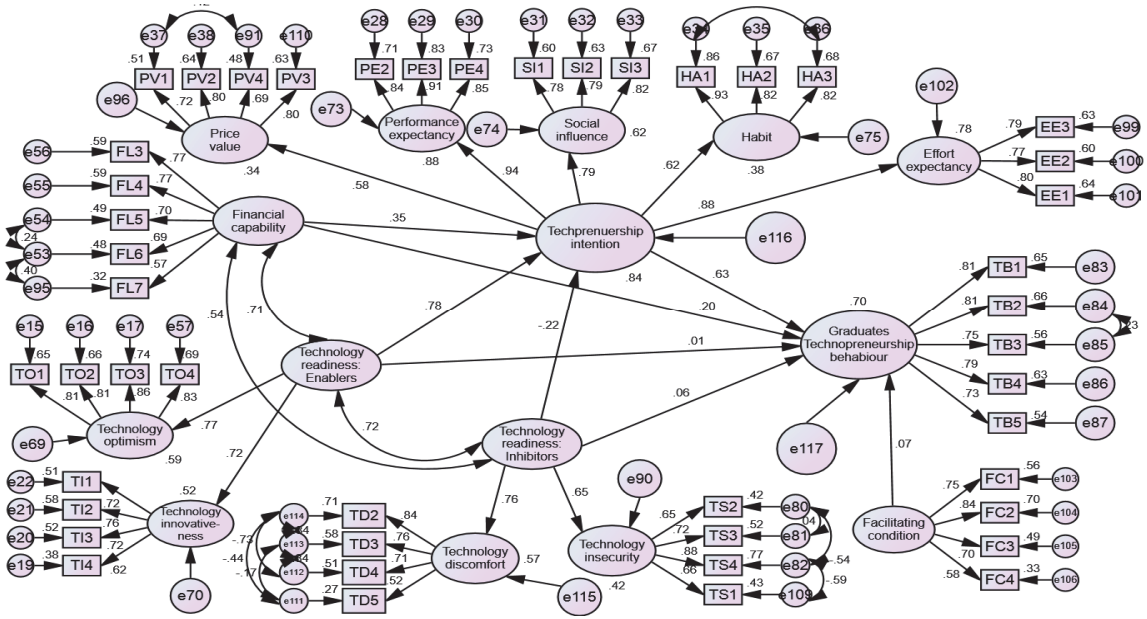 e37 e38 e91 e110
.51 .64 .48 .63
PV1 PV2 PV4 PV3
.72 .80 .69 .80
e96
Price
value
.34
e28 e29 e30
.71 .83 .73
PE2 PE3 PE4
.84 .91 .85
e73
Performance
expectancy
.88
e31 e32 e33
.60 .63 .67
SI1 SI2 SI3
.78 .79 .82
e74
Social
influence
.62
e35
.86 .67 .68
HA1 HA2 HA3
.93 .82 .82
Habit
e75
.38
e102
.78
Effort
expectancy
.79 EE3 .63 e99
.77 EE2 .60 e100
.80 EE1 .64 e101
e56 .59 FL3 .77
e55 .59 FL4 .77
e54 .49 FL5 .70
.24
e53 .48 FL6 .69
.40
e95 .32 FL7 .57
Financial
capability
.58
.94
.79
.62
.88
.35
Techprenuership
intention
.84
e116
.63
.20
.78
-.22
.71
.54
.01
.06
.07
.72
.77
.72
.76
.65
.70
Graduates
Technopreneurship
behabiour
e117
.81 TB1 .65 e83
.81 TB2 .66 e84
.75 TB3 .56 e85
.23
.79 TB4 .63 e86
.73 TB5 .54 e87
e15 e16 e17 e57
.65 .66 .74 .69
TO1 TO2 TO3 TO4
.81 .81 .86 .83
e69
Technology
optimism
.59
Technology
readiness:
Enablers
Technology
readiness:
Inhibitors
e22 .51 TI1
e21 .58 TI2 .72
e20 .52 TI3 .76
e19 .38 TI4 .72
.62
.52
Technology
innovative-
ness
e70
e114 .71 TD2 .84
e113 .58 TD3 .76
e112 .51 TD4 .71
e111 .27 TD5 .52
-.73
-.44
-.17
Technology
discomfort
.57
e115
e90
Technology
insecurity
.42
.65 TS2 .42 e80
.72 TS3 .52 e81
.04
.88 TS4 .77 e82
-.54
.66 TS1 .43 e109
-.59
Facilitating
condition
.75 FC1 .56 e103
.84 FC2 .70 e104
FC3 .49 e105
.70
.58 FC4 .33 e106